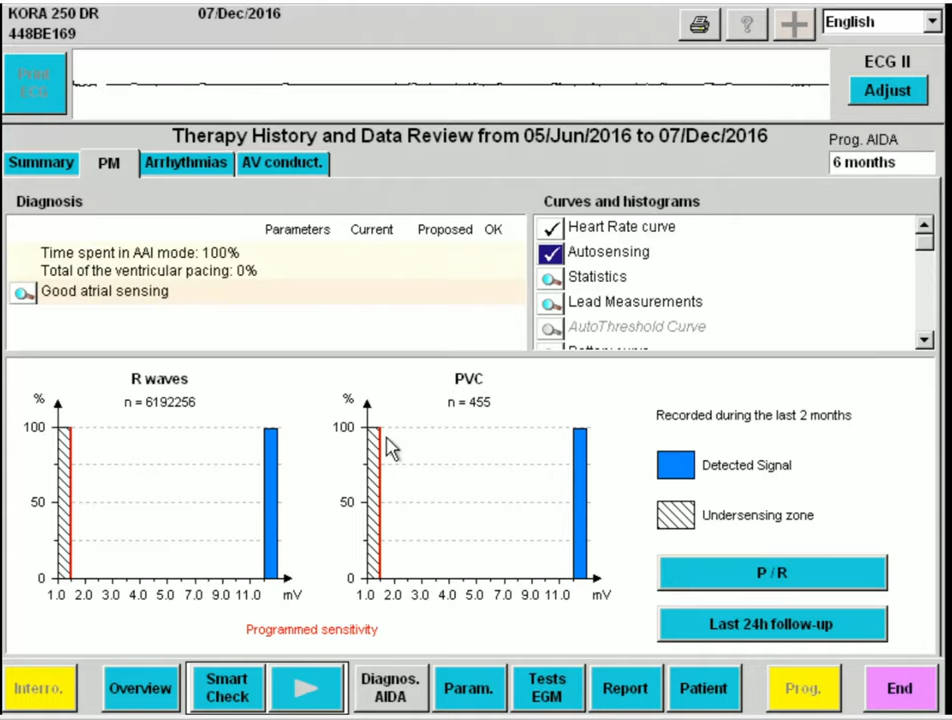 KORA 250 DR 07/Dec/2016
448BE169
English
Print
ECG
ECG II
Adjust
Therapy History and Data Review from 05/Jun/2016 to 07/Dec/2016
Prog. AIDA
6 months
Summary PM Arrhythmias AV conduct.
Diagnosis
Parameters Current Proposed OK
Time spent in AAI mode: 100%
Total of the ventricular pacing: 0%
Good atrial sensing
Curves and histograms
Heart Rate curve
Autosensing
Statistics
Lead Measurements
AutoThreshold Curve
Battery curve
R waves
n = 6192256
%
100
50
0
1.0 2.0 3.0 4.0 5.0 7.0 9.0 11.0 mV
PVC
n = 455
%
100
50
0
1.0 2.0 3.0 4.0 5.0 7.0 9.0 11.0 mV
Programmed sensitivity
Recorded during the last 2 months
Detected Signal
Undersensing zone
P / R
Last 24h follow-up
Interro.
Overview
Smart
Check
Diagnos.
AIDA
Param.
Tests
EGM
Report
Patient
Prog.
End